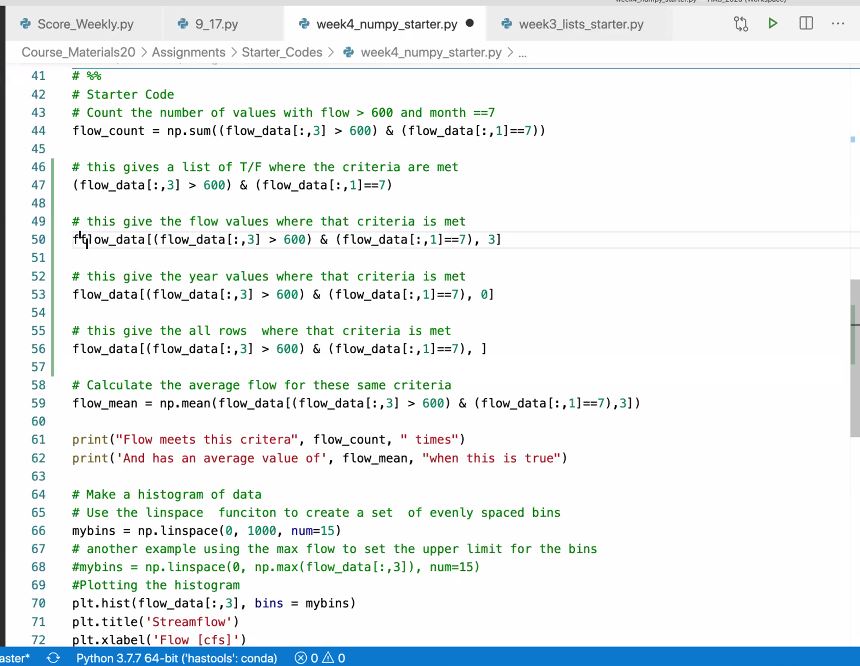 Score_Weekly.py 9_17.py week4_numpy_starter.py week3_lists_starter.py
Course_Materials20 > Assignments > Starter_Codes > week4_numpy_starter.py > ...
41 # %%
42 # Starter Code
43 # Count the number of values with flow > 600 and month ==7
44 flow_count = np.sum((flow_data[:,3] > 600) & (flow_data[:,1]==7))
45
46 # this gives a list of T/F where the criteria are met
47 (flow_data[:,3] > 600) & (flow_data[:,1]==7)
48
49 # this give the flow values where that criteria is met
50 flow_data[(flow_data[:,3] > 600) & (flow_data[:,1]==7), 3]
51
52 # this give the year values where that criteria is met
53 flow_data[(flow_data[:,3] > 600) & (flow_data[:,1]==7), 0]
54
55 # this give the all rows  where that criteria is met
56 flow_data[(flow_data[:,3] > 600) & (flow_data[:,1]==7), ]
57
58 # Calculate the average flow for these same criteria
59 flow_mean = np.mean(flow_data[(flow_data[:,3] > 600) & (flow_data[:,1]==7),3])
60
61 print("Flow meets this critera", flow_count, " times")
62 print('And has an average value of', flow_mean, "when this is true")
63
64 # Make a histogram of data
65 # Use the linspace  funciton to create a set  of evenly spaced bins
66 mybins = np.linspace(0, 1000, num=15)
67 # another example using the max flow to set the upper limit for the bins
68 #mybins = np.linspace(0, np.max(flow_data[:,3]), num=15)
69 #Plotting the histogram
70 plt.hist(flow_data[:,3], bins = mybins)
71 plt.title('Streamflow')
72 plt.xlabel('Flow [cfs]')
aster* Python 3.7.7 64-bit ('hastools': conda) 0 0